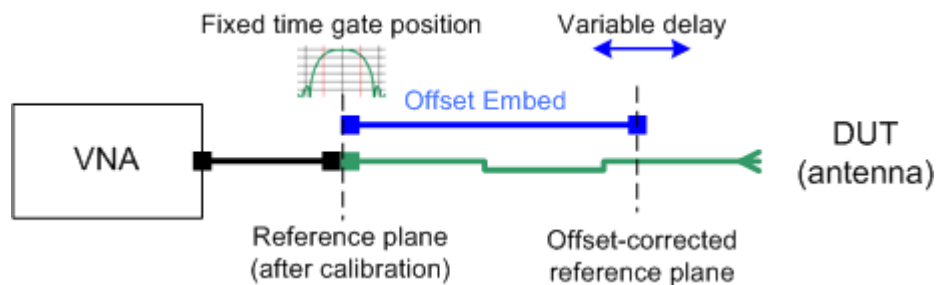 Fixed time gate position
Variable delay
Offset Embed
VNA
DUT
(antenna)
Reference plane
(after calibration)
Offset-corrected
reference plane